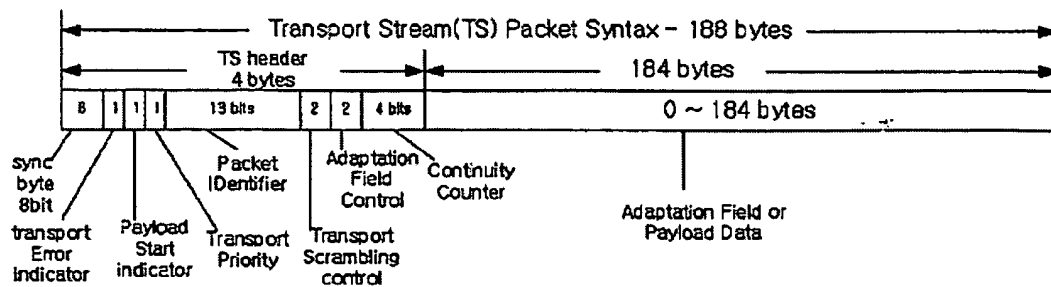 Transport Stream(TS) Packet Syntax - 188 bytes
TS header
4 bytes
184 bytes
8
1
1
1
13 bits
2
2
4 bits
0 ~ 184 bytes
sync
byte
8bit
transport
Error
Indicator
Payload
Start
indicator
Transport
Priority
Packet
IDentifier
Transport
Scrambling
control
Adaptation
Field
Control
Continuity
Counter
Adaptation Field or
Payload Data